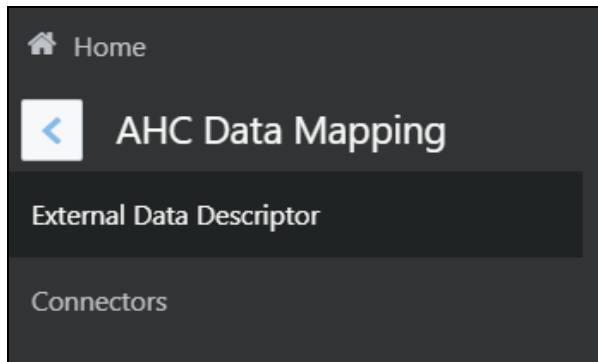 Home
AHC Data Mapping
External Data Descriptor
Connectors